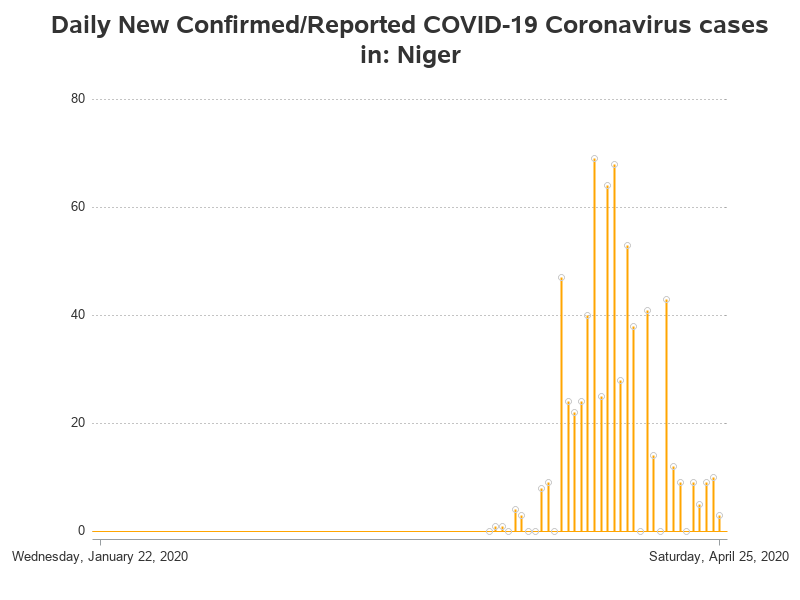 Daily New Confirmed/Reported COVID-19 Coronavirus cases
in: Niger
80
60
40
20
0
Wednesday, January 22, 2020
Saturday, April 25, 2020